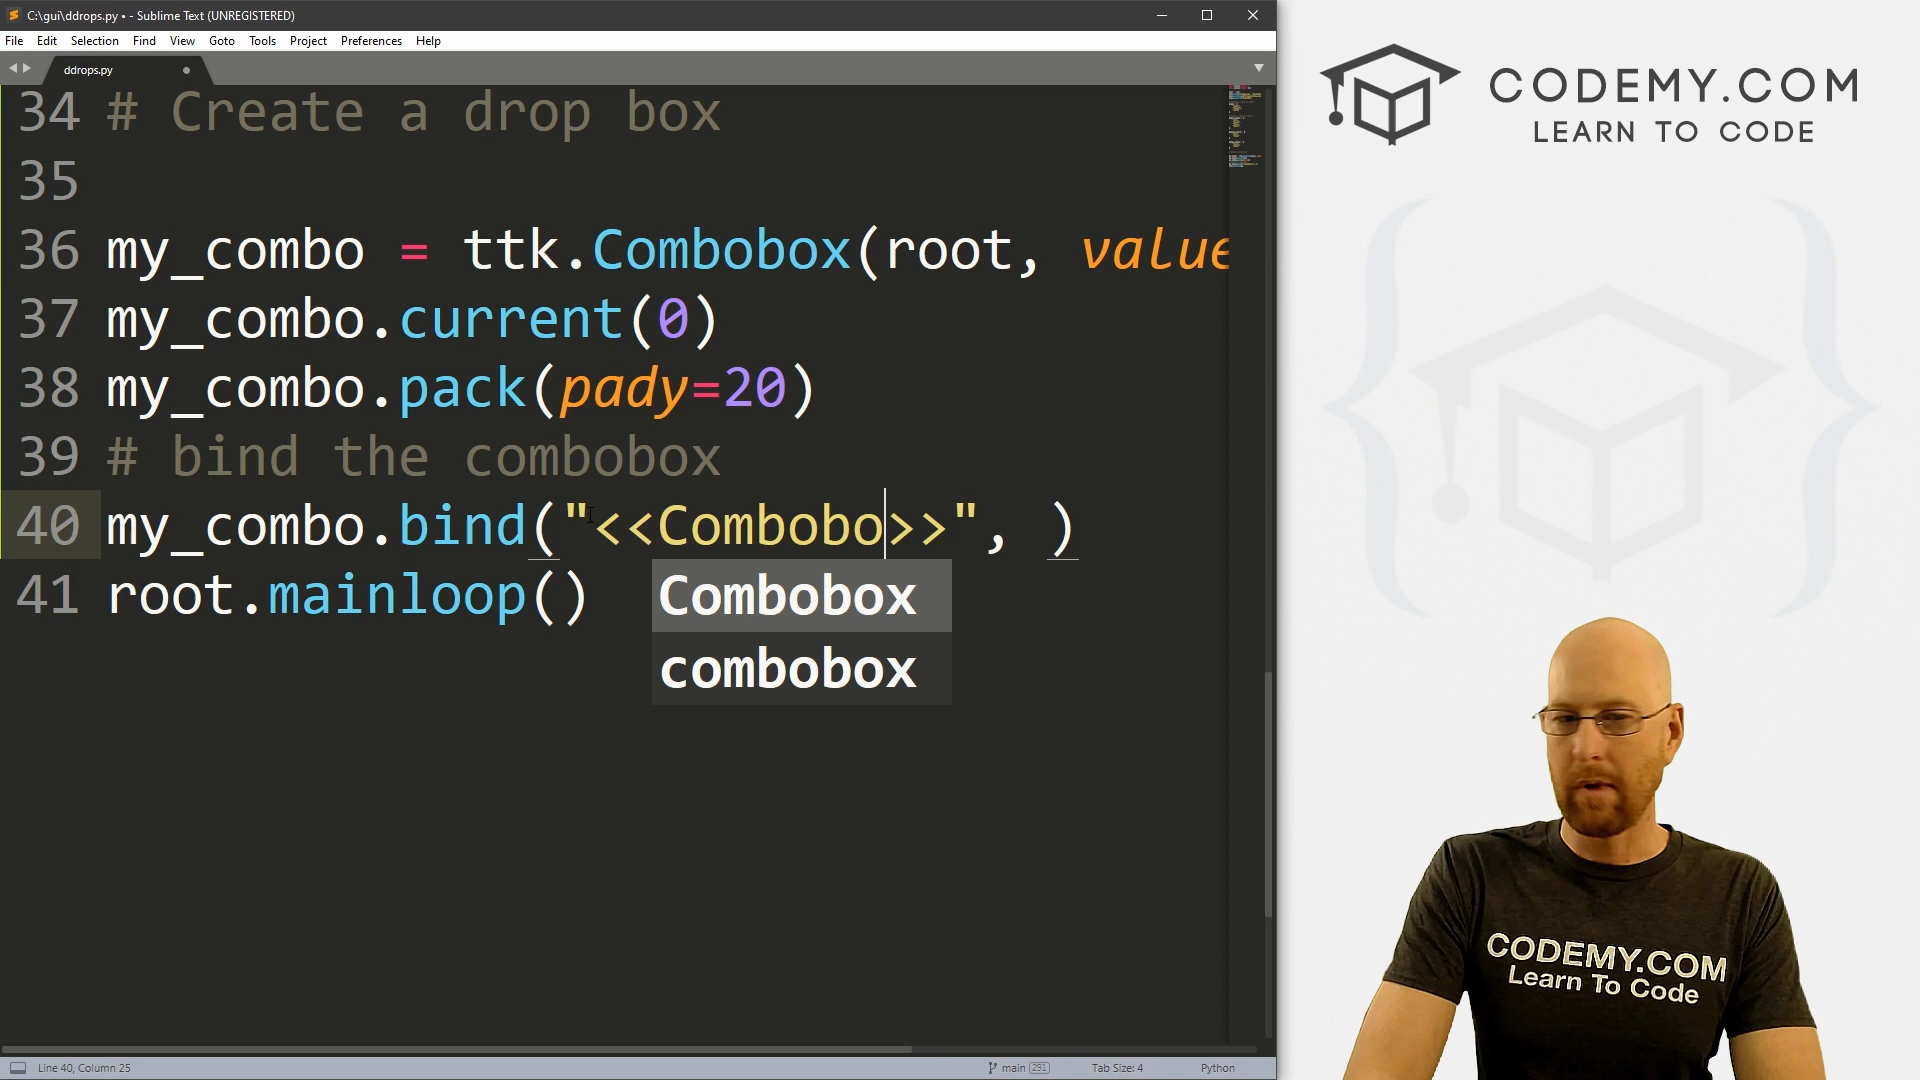 C:\gui\ddrops.py • - Sublime Text (UNREGISTERED)
File Edit Selection Find View Goto Tools Project Preferences Help
ddrops.py
34 # Create a drop box
35
36 my_combo = ttk.Combobox(root, value
37 my_combo.current(0)
38 my_combo.pack(pady=20)
39 # bind the combobox
40 my_combo.bind("<<Combobo>>", )
41 root.mainloop()
Combobox
combobox
Line 40, Column 25
main 291
Tab Size: 4
Python
CODEMY.COM
LEARN TO CODE
CODEMY.COM
Learn To Code